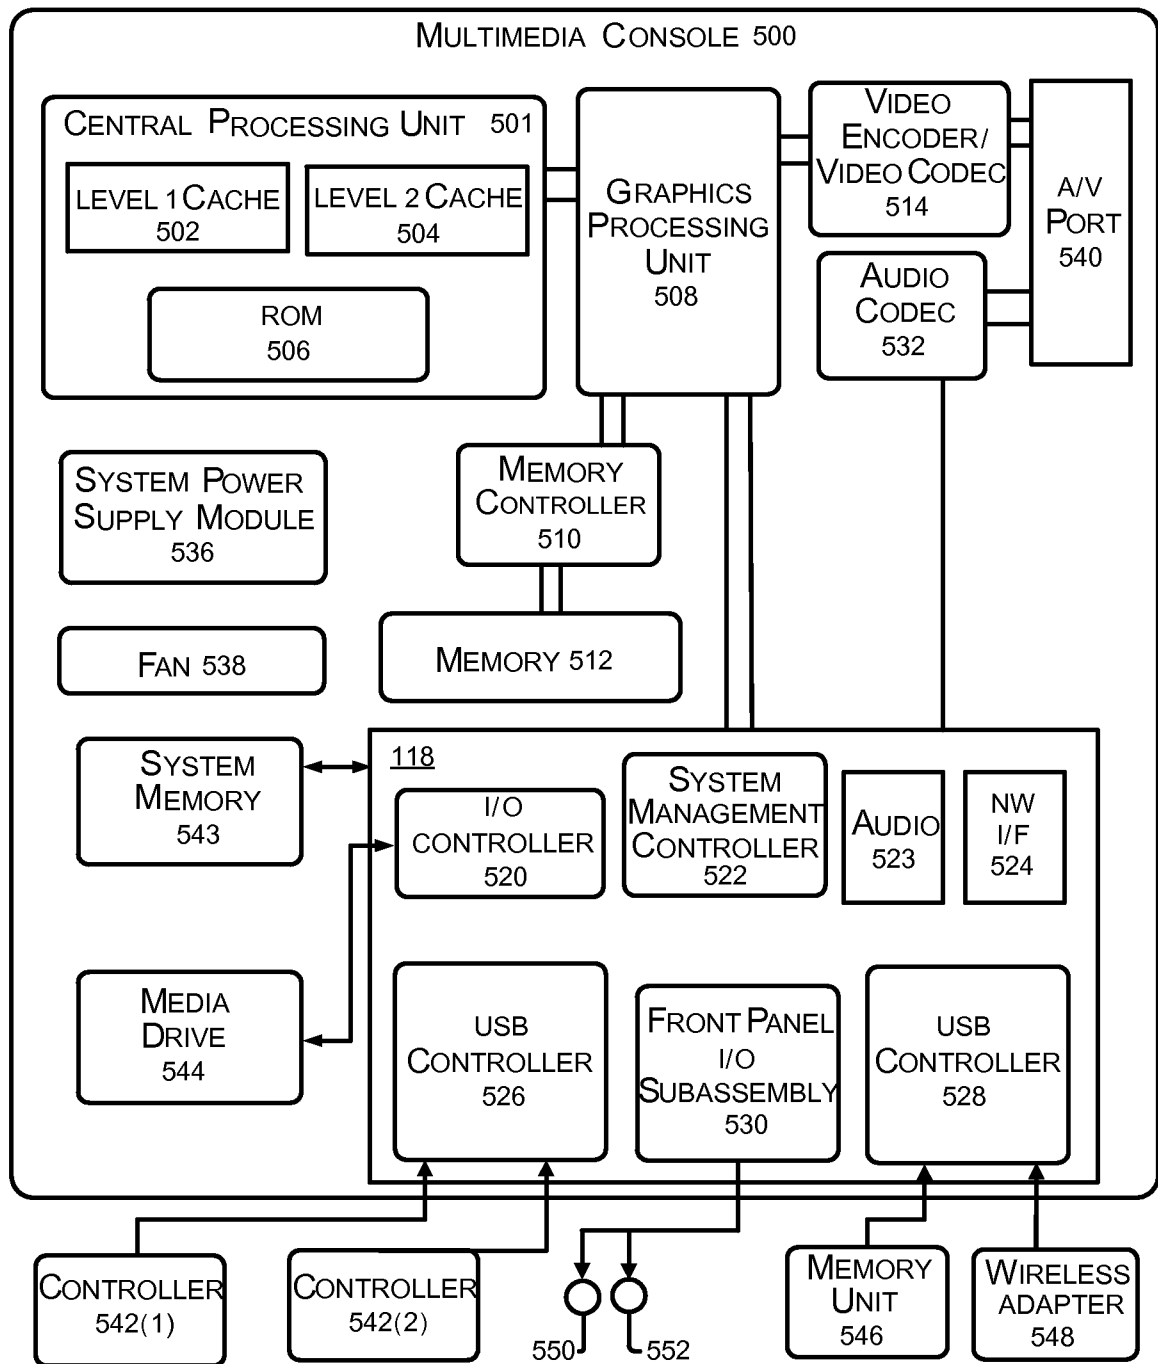 MULTIMEDIA CONSOLE 500
CENTRAL PROCESSING UNIT 501
LEVEL 1 CACHE
502
LEVEL 2 CACHE
504
ROM
506
GRAPHICS
PROCESSING
UNIT
508
VIDEO
ENCODER/
VIDEO CODEC
514
A/V
PORT
540
AUDIO
CODEC
532
SYSTEM POWER
SUPPLY MODULE
536
MEMORY
CONTROLLER
510
FAN 538
MEMORY 512
SYSTEM
MEMORY
543
118
I/O
CONTROLLER
520
SYSTEM
MANAGEMENT
CONTROLLER
522
AUDIO
523
NW
I/F
524
MEDIA
DRIVE
544
USB
CONTROLLER
526
FRONT PANEL
I/O
SUBASSEMBLY
530
USB
CONTROLLER
528
CONTROLLER
542(1)
CONTROLLER
542(2)
550
552
MEMORY
UNIT
546
WIRELESS
ADAPTER
548